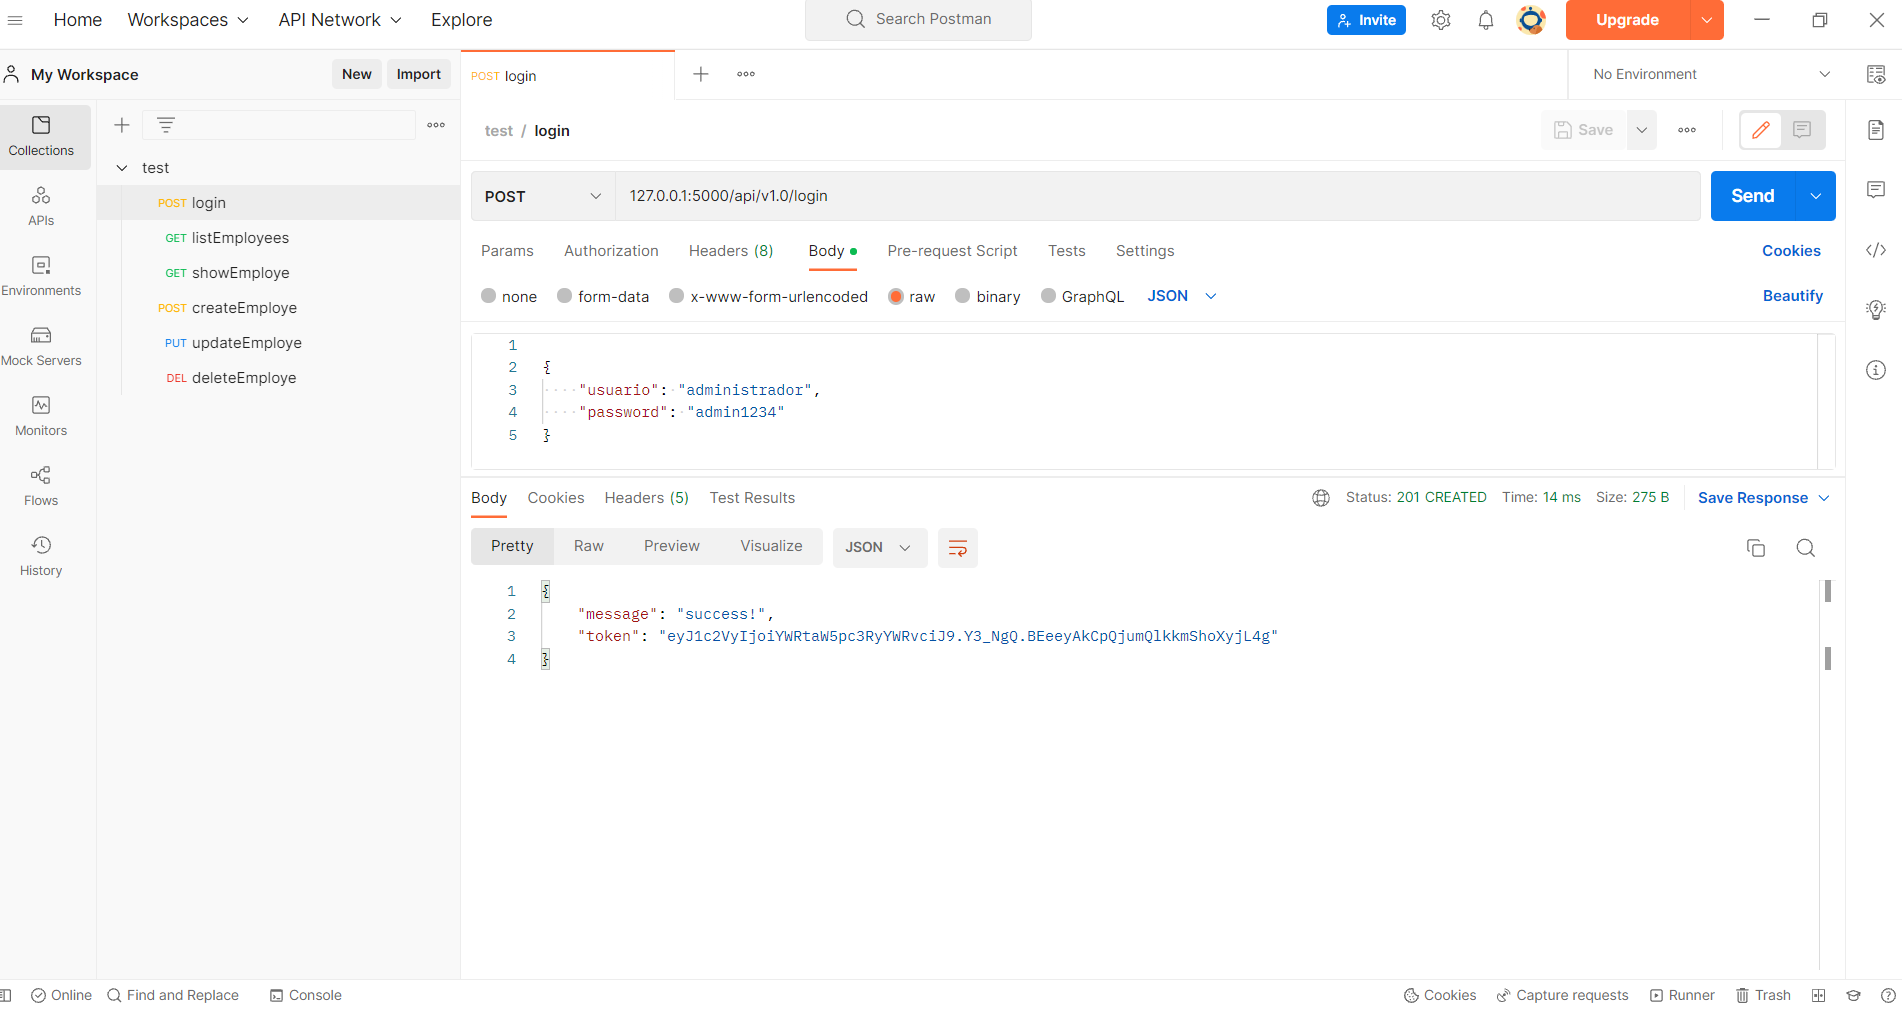 Home Workspaces API Network Explore Search Postman Invite Upgrade
My Workspace New Import POST login No Environment
Collections
test
POST login
GET listEmployees
GET showEmploye
POST createEmploye
PUT updateEmploye
DEL deleteEmploye
APIs
Environments
Mock Servers
Monitors
Flows
History
test / login Save
POST 127.0.0.1:5000/api/v1.0/login Send
Params Authorization Headers (8) Body Pre-request Script Tests Settings Cookies
none form-data x-www-form-urlencoded raw binary GraphQL JSON Beautify
1
2 {
3 "usuario": "administrador",
4 "password": "admin1234"
5 }
Body Cookies Headers (5) Test Results Status: 201 CREATED Time: 14 ms Size: 275 B Save Response
Pretty Raw Preview Visualize JSON
1 {
2 "message": "success!",
3 "token": "eyJ1c2VyIjoiYWRtaW5pc3RyYWRvciJ9.Y3_NgQ.BEeeyAkCpQjumQlkkmShoXyjL4g"
4 }
Online Find and Replace Console Cookies Capture requests Runner Trash